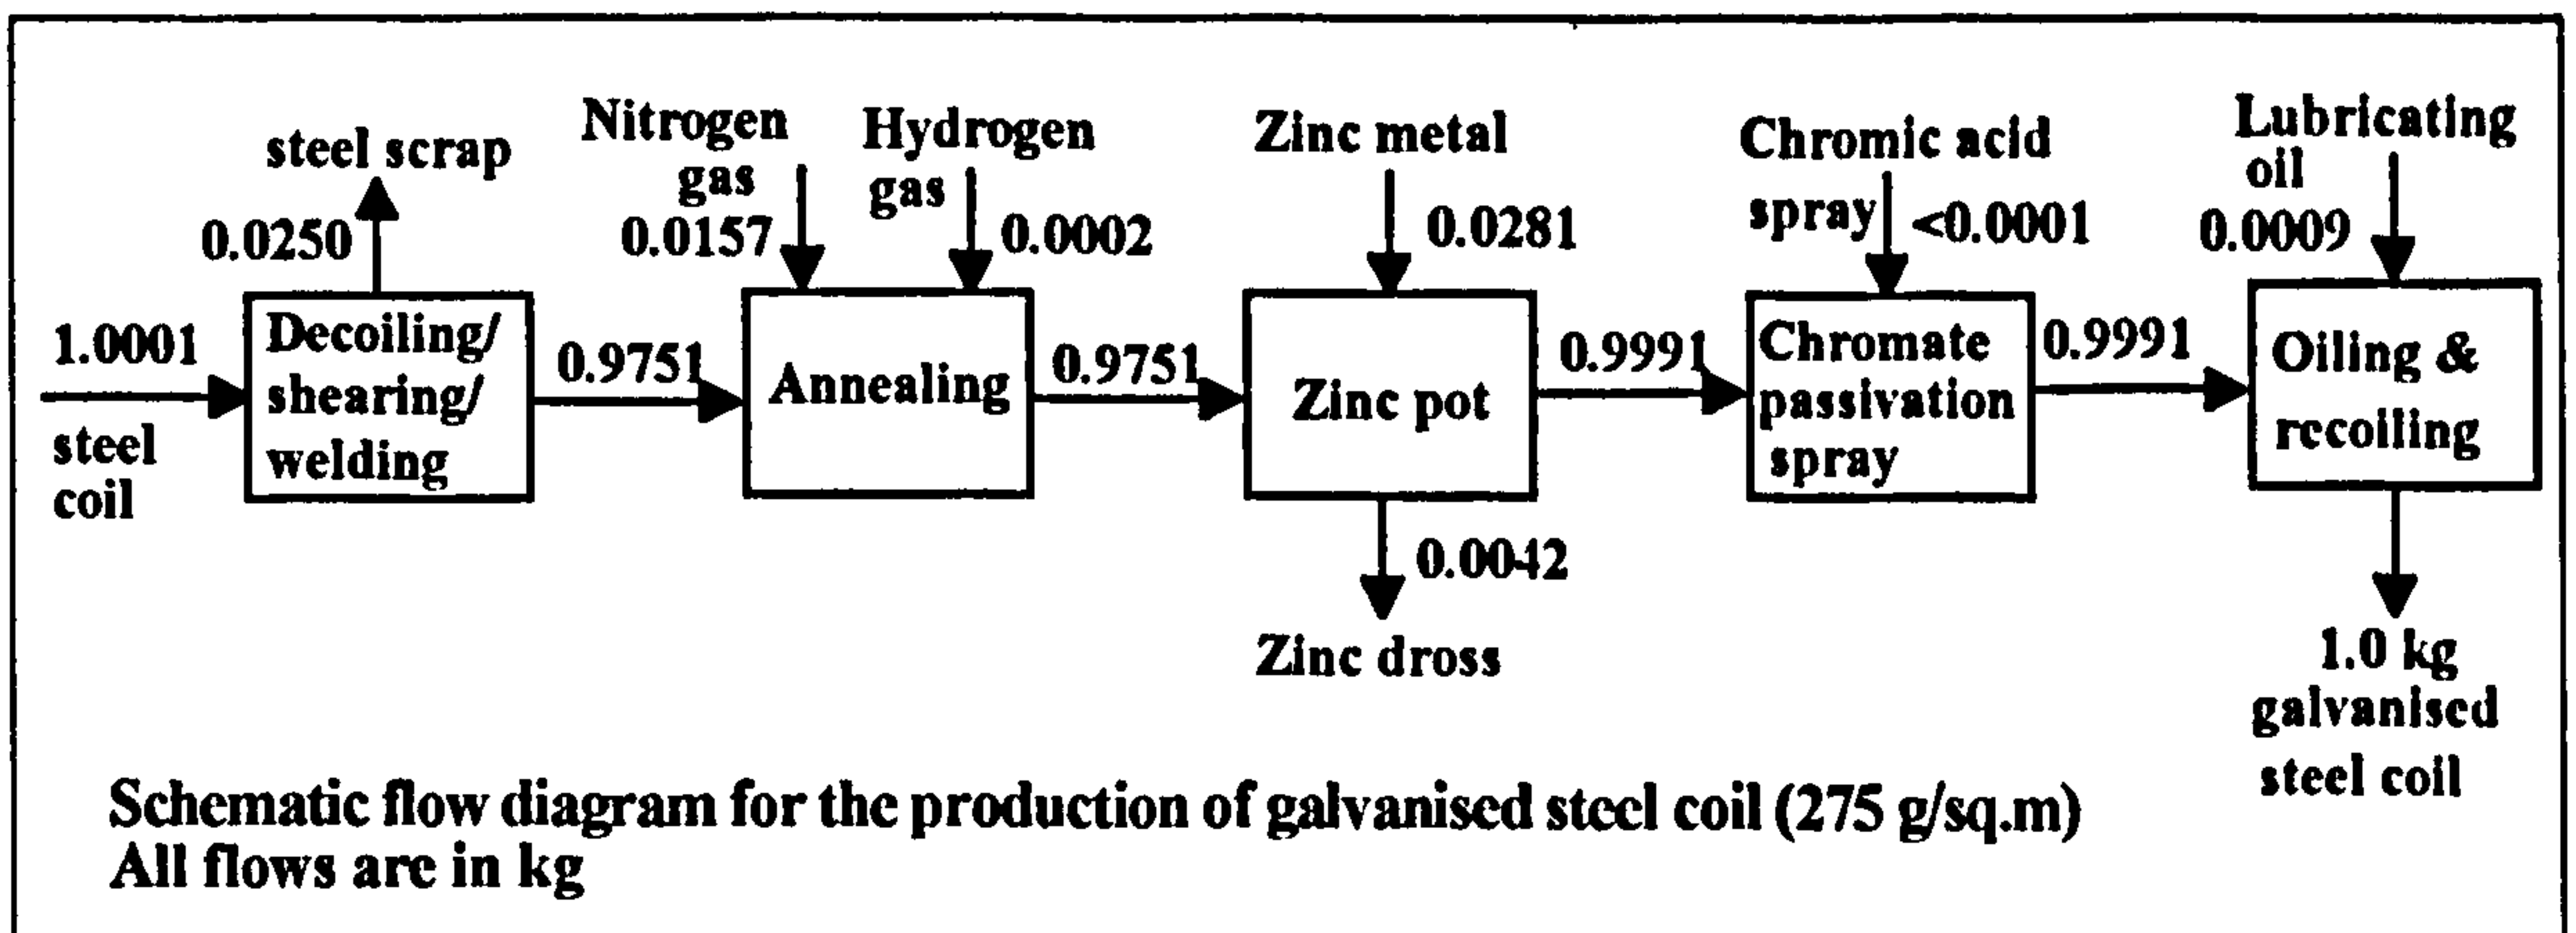 steel scrap
0.0250
Nitrogen
gas
0.0157
Hydrogen
gas
0.0002
Zinc metal
0.0281
Chromic acid
spray
<0.0001
Lubricating
oil
0.0009
1.0001
steel
coil
Decoiling/
shearing/
welding
0.9751
Annealing
0.9751
Zinc pot
0.9991
Chromate
passivation
spray
0.9991
Oiling &
recoiling
0.0042
Zinc dross
1.0 kg
galvanised
steel coil
Schematic flow diagram for the production of galvanised steel coil (275 g/sq.m)
All flows are in kg